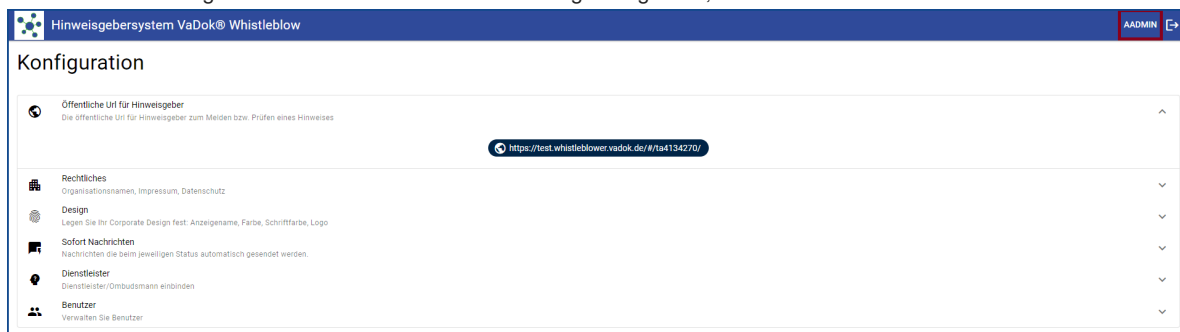 Hinweisgebersystem VaDok® Whistleblow
AADMIN
Konfiguration
Öffentliche Url für Hinweisgeber
Die öffentliche Url für Hinweisgeber zum Melden bzw. Prüfen eines Hinweises
https://test.whistleblower.vadok.de/#/ta4134270/
Rechtliches
Organisationsnamen, Impressum, Datenschutz
Design
Legen Sie Ihr Corporate Design fest: Anzeigename, Farbe, Schriftfarbe, Logo
Sofort Nachrichten
Nachrichten die beim jeweiligen Status automatisch gesendet werden.
Dienstleister
Dienstleister/Ombudsmann einbinden
Benutzer
Verwalten Sie Benutzer